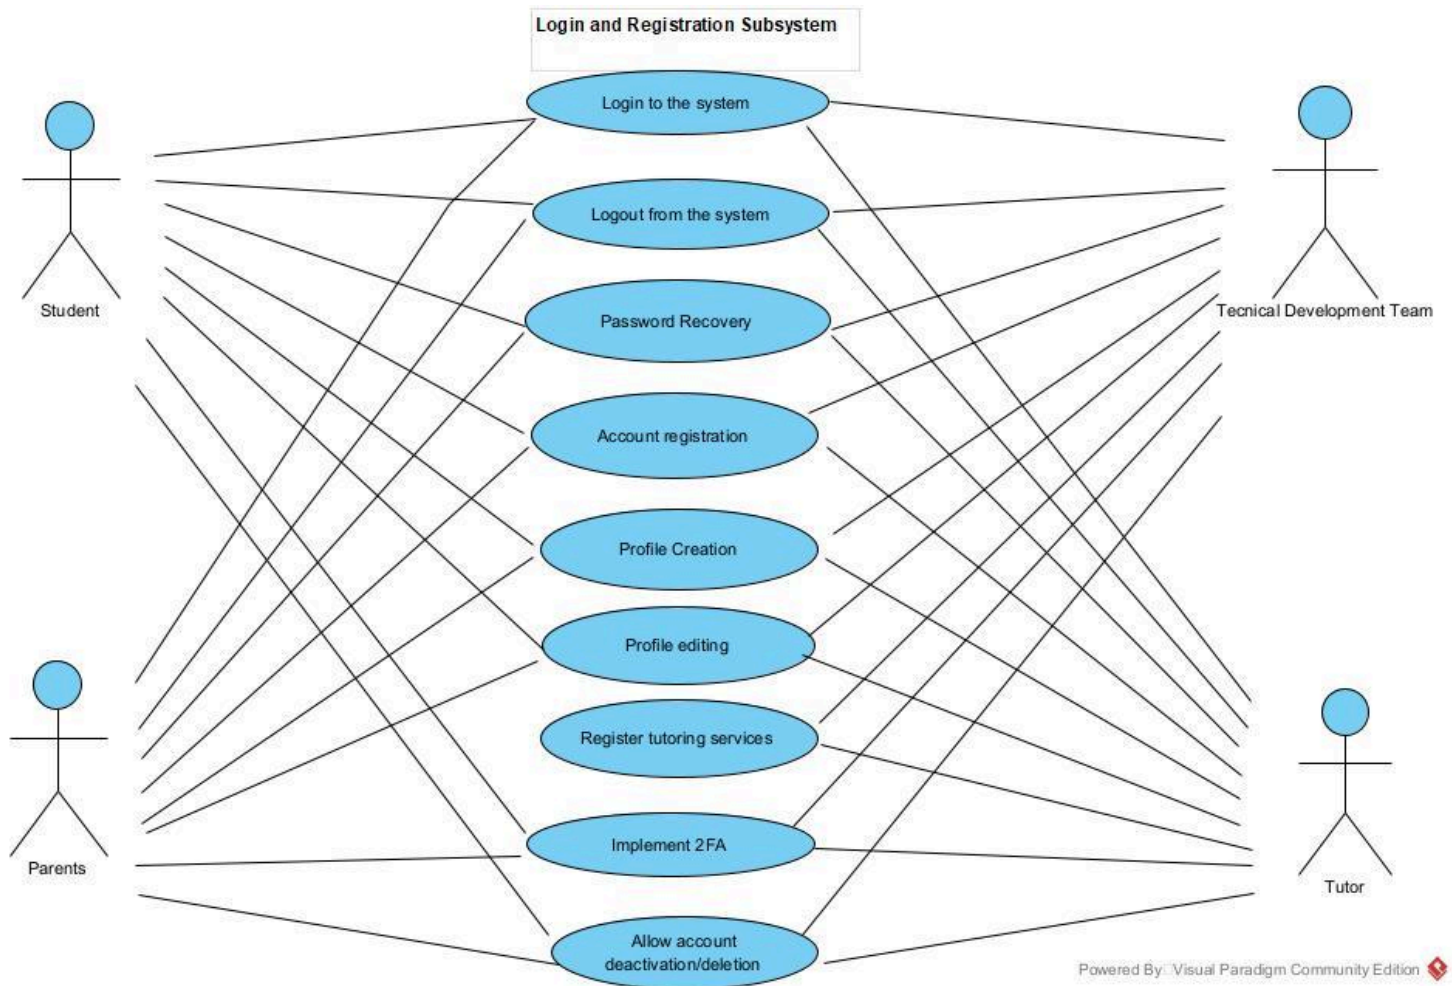 Login and Registration Subsystem
Login to the system
Logout from the system
Student
Password Recovery
Tecnical Development Team
Account registration
Profile Creation
Profile editing
Register tutoring services
Implement 2FA
Parents
Tutor
Allow account
deactivation/deletion
Powered By Visual Paradigm Community Edition